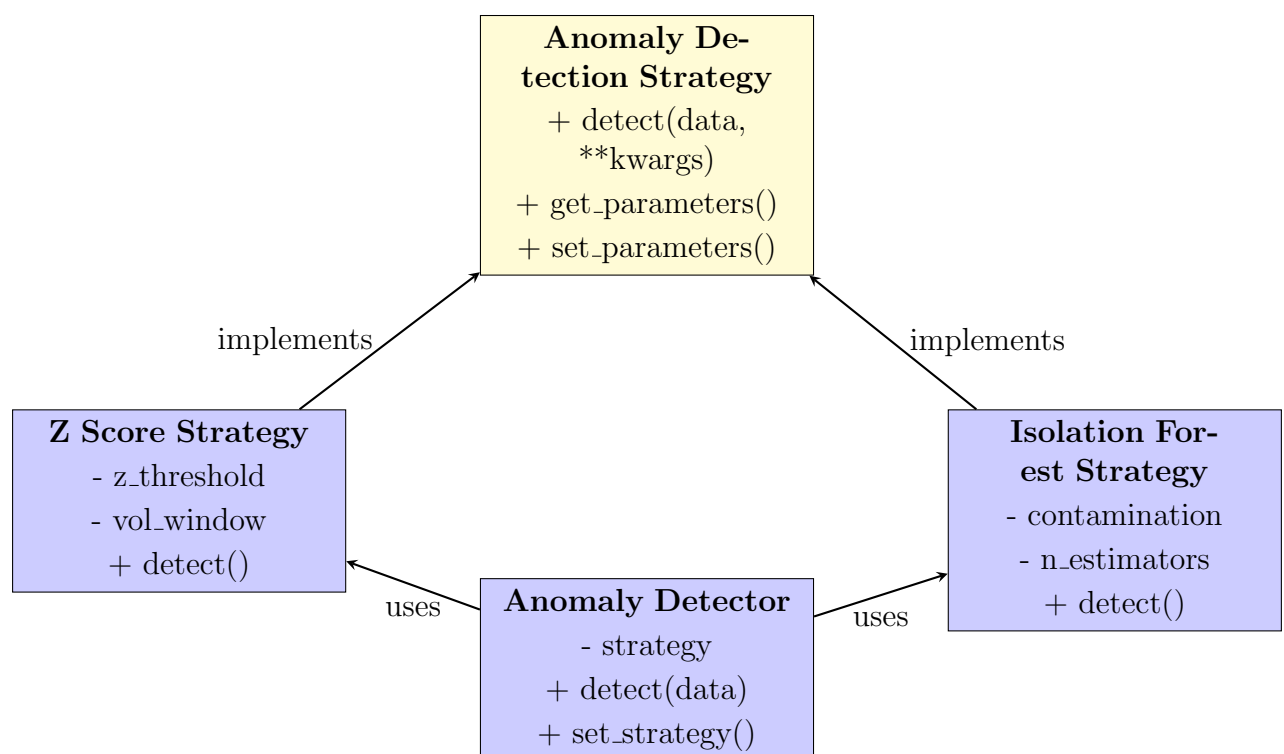 Anomaly De-
tection Strategy
+ detect(data,
**kwargs)
+ get_parameters()
+ set_parameters()
implements
implements
Z Score Strategy
- z_threshold
- vol_window
+ detect()
Isolation For-
est Strategy
- contamination
- n_estimators
+ detect()
uses
uses
Anomaly Detector
- strategy
+ detect(data)
+ set_strategy()